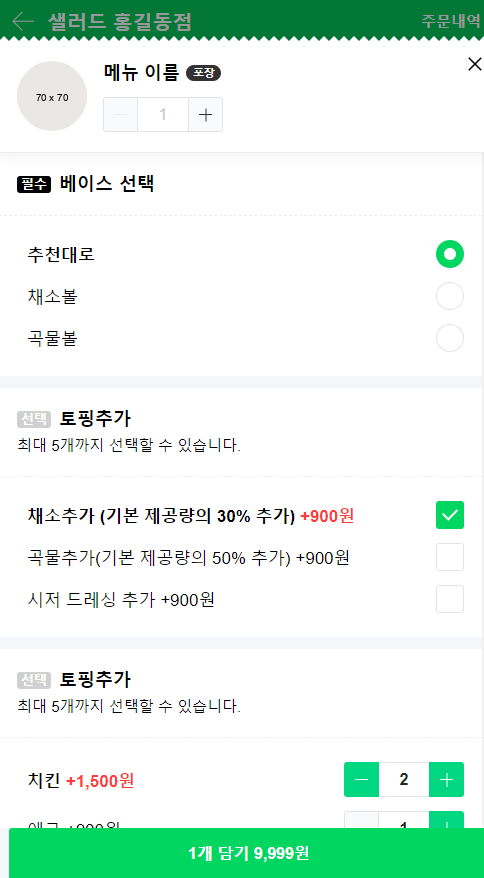 샐러드 홍길동점
주문내역
메뉴 이름 포장
70 x 70
1
필수 베이스 선택
추천대로
채소볼
곡물볼
선택 토핑추가
최대 5개까지 선택할 수 있습니다.
채소추가 (기본 제공량의 30% 추가) +900원
곡물추가(기본 제공량의 50% 추가) +900원
시저 드레싱 추가 +900원
선택 토핑추가
최대 5개까지 선택할 수 있습니다.
치킨 +1,500원
2
1개 담기 9,999원